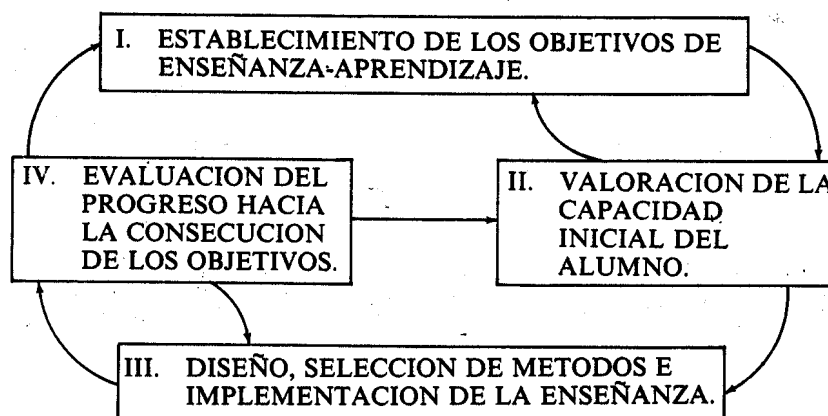 I. ESTABLECIMIENTO DE LOS OBJETIVOS DE
ENSEÑANZA-APRENDIZAJE.
IV. EVALUACION DEL
PROGRESO HACIA
LA CONSECUCION
DE LOS OBJETIVOS.
II. VALORACION DE LA
CAPACIDAD
INICIAL DEL
ALUMNO.
III. DISEÑO, SELECCION DE METODOS E
IMPLEMENTACION DE LA ENSEÑANZA.